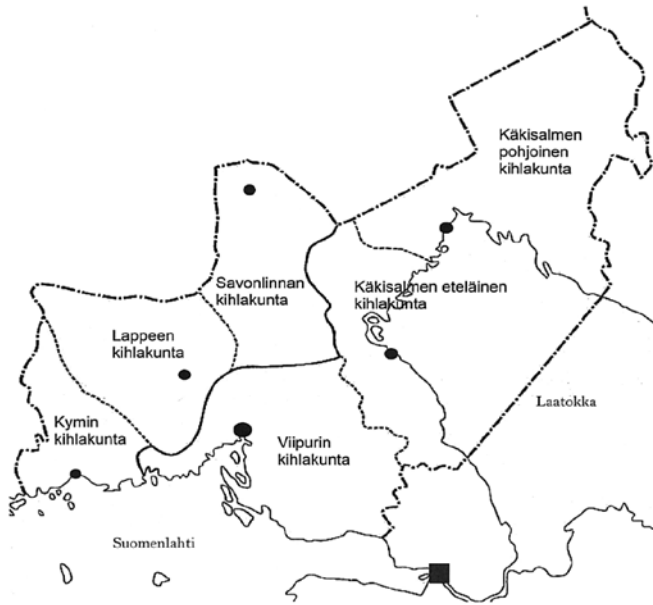 Käkisalmen
pohjoinen
kihlakunta
Savonlinnan
kihlakunta
Käkisalmen eteläinen
kihlakunta
Lappeen
kihlakunta
Laatokka
Kymin
kihlakunta
Viipurin
kihlakunta
Suomenlahti